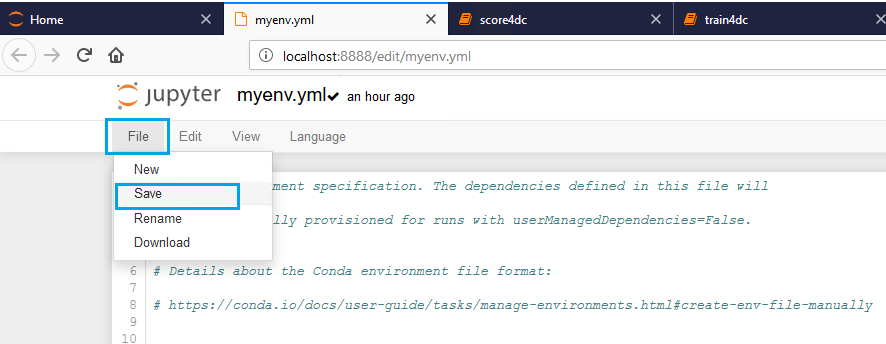 Home myenv.yml score4dc train4dc
localhost:8888/edit/myenv.yml
jupyter myenv.yml an hour ago
File Edit View Language
New
Save
Rename
Download
ment specification. The dependencies defined in this file will
lly provisioned for runs with userManagedDependencies=False.
6 # Details about the Conda environment file format:
7
8 # https://conda.io/docs/user-guide/tasks/manage-environments.html#create-env-file-manually
9
10